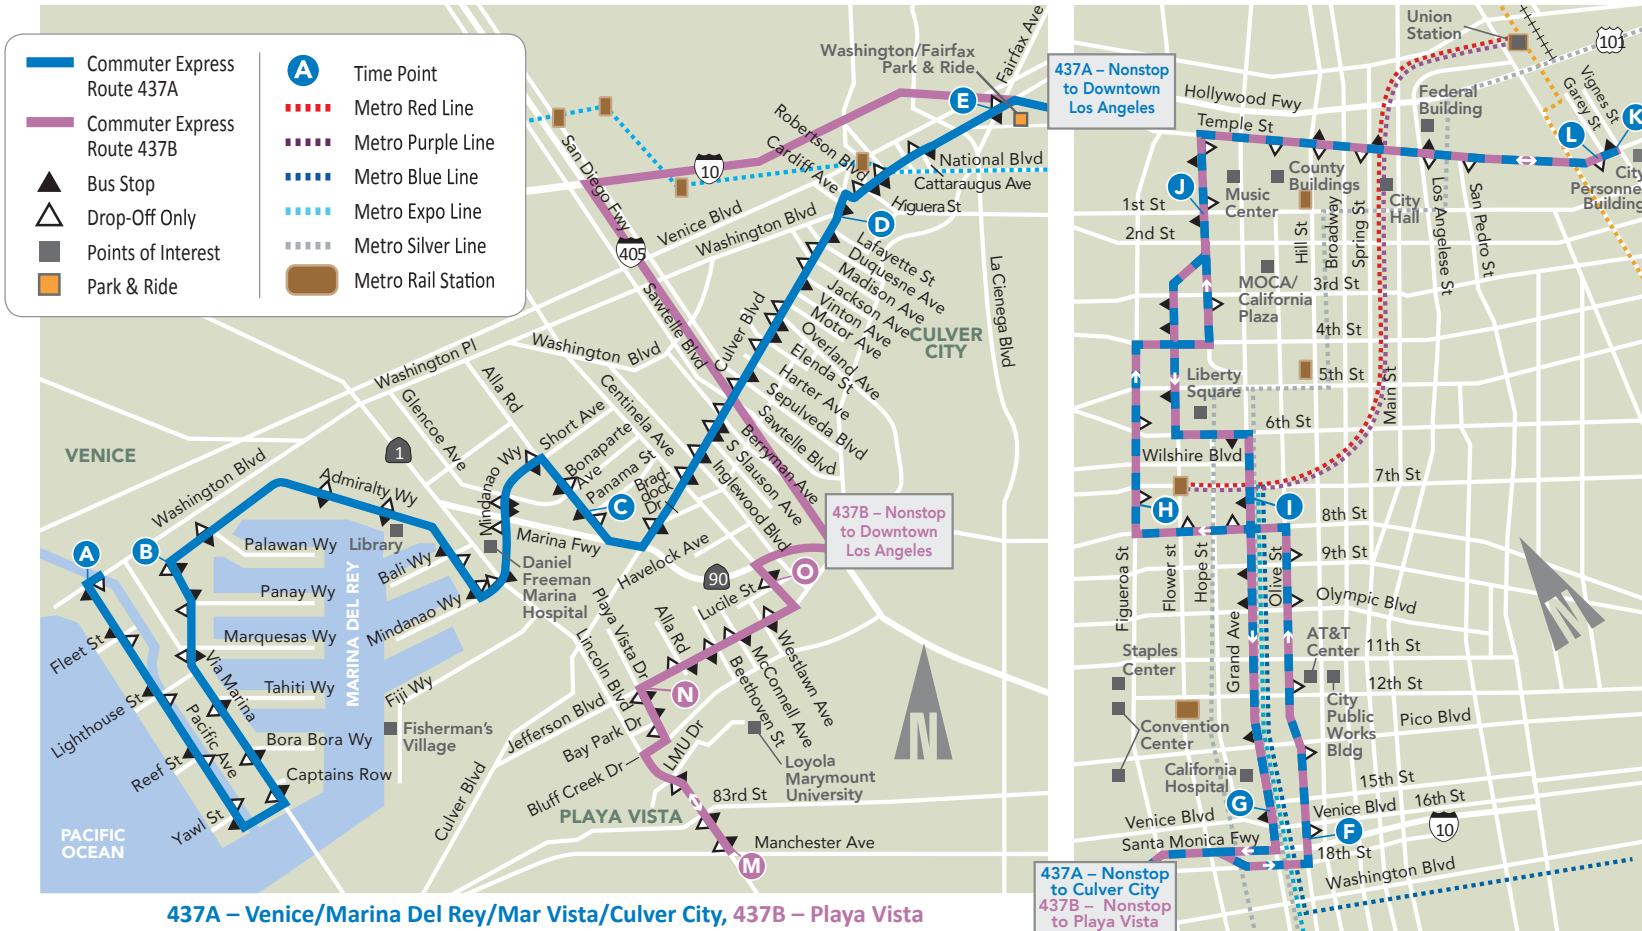 Commuter Express
Route 437A
Commuter Express
Route 437B
Bus Stop
Drop-Off Only
Points of Interest
Park & Ride
A
Time Point
Metro Red Line
Metro Purple Line
Metro Blue Line
Metro Expo Line
Metro Silver Line
Metro Rail Station
Washington/Fairfax
Park & Ride
Fairfax Ave
E
437A – Nonstop
to Downtown
Los Angeles
Robertson Blvd
Cardiff Ave
National Blvd
Cattaraugus Ave
Higuera St
San Diego Fwy
10
405
Venice Blvd
Washington Blvd
D
Lafayette St
Duquesne Ave
Madison Ave
Jackson Ave
Vinton Ave
Motor Ave
Overland Ave
Elenda St
Harter Ave
Sepulveda Blvd
Sawtelle Blvd
CULVER
CITY
La Cienega Blvd
Sawtelle Blvd
Culver Blvd
Washington Pl
Washington Blvd
Alla Rd
Glencoe Ave
Short Ave
Centinela Ave
Bonaparte
Ave
Panama St
Brad-
dock
Dr
Berryman Ave
S Slauson Ave
Inglewood Blvd
1
VENICE
Washington Blvd
Admiralty Wy
Mindanao Wy
C
A
B
Palawan Wy
Library
Bali Wy
Marina Fwy
Havelock Ave
Daniel
Freeman
Marina
Hospital
Panay Wy
Mindanao Wy
MARINA DEL REY
Marquesas Wy
Via Marina
Tahiti Wy
Fiji Wy
Fisherman's
Village
Bora Bora Wy
Captains Row
Fleet St
Lighthouse St
Pacific Ave
Reef St
Yawl St
PACIFIC
OCEAN
437B – Nonstop
to Downtown
Los Angeles
90
O
Lucile St
Playa Vista Dr
Alla Rd
Lincoln Blvd
Westlawn Ave
McConnell Ave
Beethoven St
N
Jefferson Blvd
Bay Park Dr
Bluff Creek Dr
LMU Dr
Culver Blvd
Loyola
Marymount
University
83rd St
PLAYA VISTA
Manchester Ave
M
N
437A – Venice/Marina Del Rey/Mar Vista/Culver City, 437B – Playa Vista
Union
Station
101
Hollywood Fwy
Temple St
Federal
Building
Vignes St
Garey St
K
L
City
Personnel
Building
J
Music
Center
County
Buildings
City
Hall
1st St
2nd St
Hill St
Broadway
Spring St
Los Angelese St
San Pedro St
MOCA/
California
Plaza
3rd St
4th St
5th St
Liberty
Square
Main St
6th St
Wilshire Blvd
7th St
H
I
8th St
9th St
Figueroa St
Flower st
Hope St
Olive St
Grand Ave
Olympic Blvd
AT&T
Center
11th St
12th St
Staples
Center
City
Public
Works
Bldg
Pico Blvd
Convention
Center
California
Hospital
15th St
G
Venice Blvd
Venice Blvd
16th St
F
10
Santa Monica Fwy
18th St
Washington Blvd
N
437A – Nonstop
to Culver City
437B – Nonstop
to Playa Vista